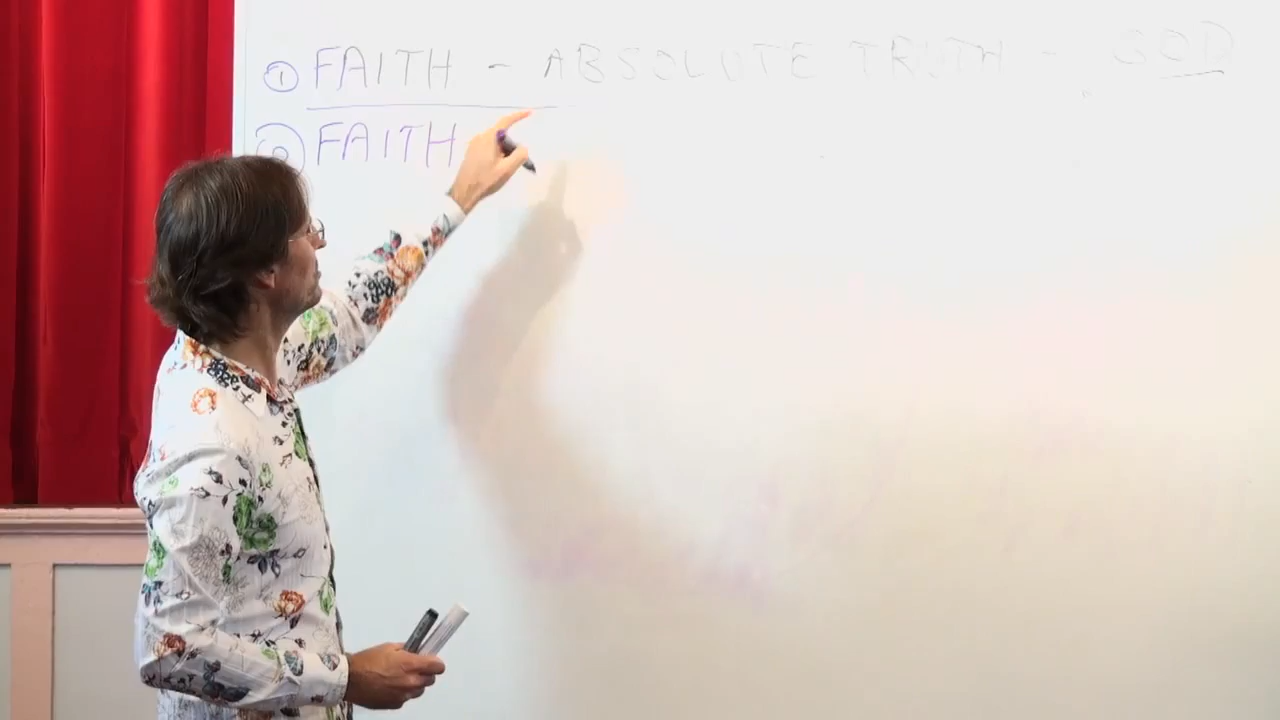 ① FAITH - ABSOLUTE TRUTH - GOD
② FAITH